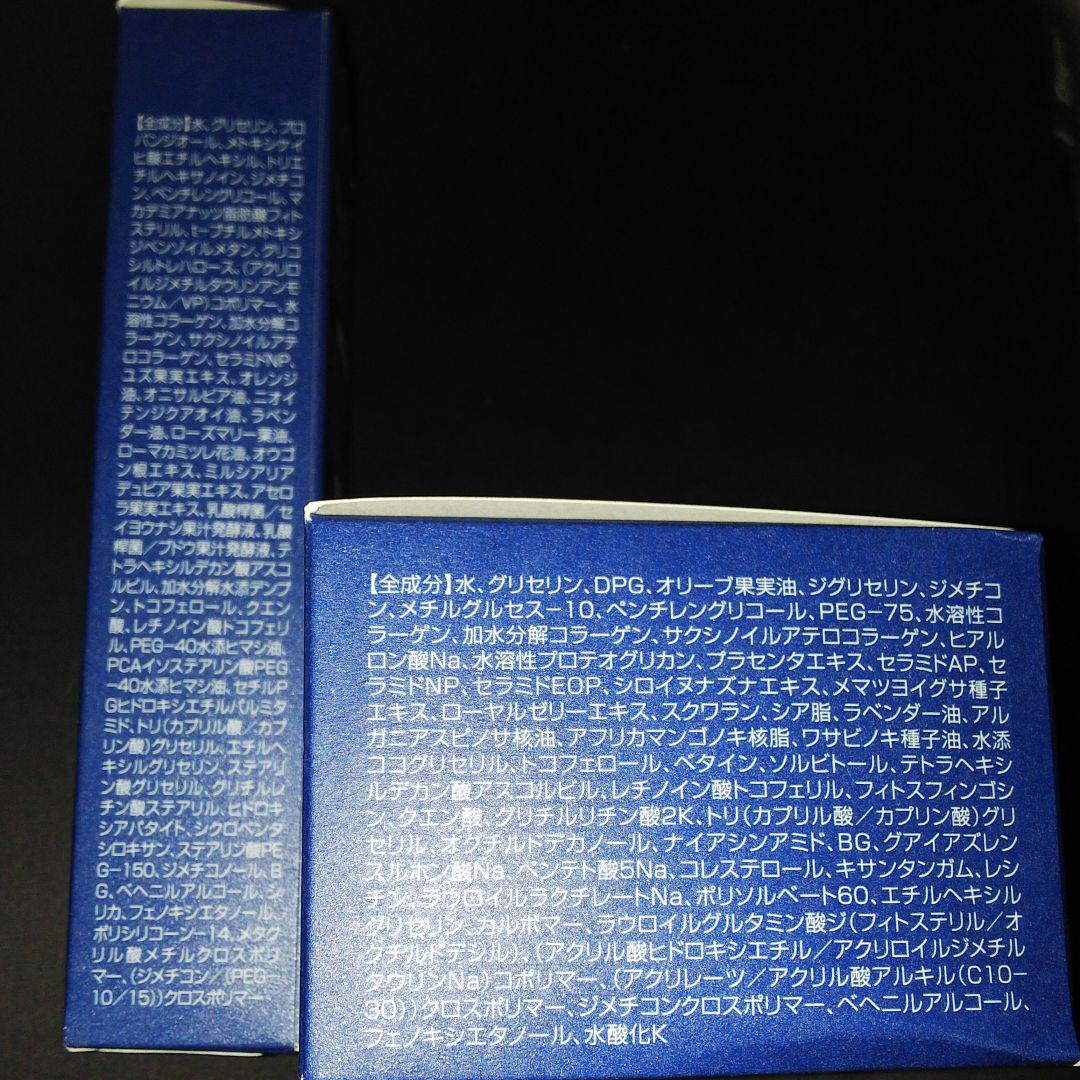 【全成分】水、グリセリン、プロ
パンジオール、メトキシケイ
ヒ酸エチルヘキシル、トリエ
チルヘキサノイン、ジメチコ
ン、ペンチレングリコール、マ
カデミアナッツ脂肪酸フィト
ステリル、t-ブチルメトキシ
ジベンゾイルメタン、グリコ
シルトレハロース、(アクリロ
イルジメチルタウリンアンモ
ニウム/VP)コポリマー、水
溶性コラーゲン、加水分解コ
ラーゲン、サクシノイルアテ
ロコラーゲン、セラミドNP、
ユズ果実エキス、オレンジ
油、オニサルビア油、ニオイ
テンジクアオイ油、ラベン
ダー油、ローズマリー葉油、
ローマカミツレ花油、オウゴ
ン根エキス、ミルシアリア
デュビア果実エキス、アセロ
ラ果実エキス、乳酸桿菌/セ
イヨウナシ果汁発酵液、乳酸
桿菌/ブドウ果汁発酵液、テ
トラヘキシルデカン酸アスコ
ルビル、加水分解水添デンプ
ン、トコフェロール、クエン
酸、レチノイン酸トコフェリ
ル、PEG-40水添ヒマシ油、
PCAイソステアリン酸PEG
-40水添ヒマシ油、セチルP
Gヒドロキシエチルパルミタ
ミド、トリ(カプリル酸/カプ
リン酸)グリセリル、エチルヘ
キシルグリセリン、ステアリ
ン酸グリセリル、グリチルレ
チン酸ステアリル、ヒドロキ
シアパタイト、シクロペンタ
シロキサン、ステアリン酸PE
G-150、ジメチコノール、B
G、ベヘニルアルコール、シ
リカ、フェノキシエタノール、
ポリシリコーン-14、メタク
リル酸メチルクロスポリ
マー、(ジメチコン/(PEG-
10/15))クロスポリマー
【全成分】水、グリセリン、DPG、オリーブ果実油、ジグリセリン、ジメチコ
ン、メチルグルセス-10、ペンチレングリコール、PEG-75、水溶性コ
ラーゲン、加水分解コラーゲン、サクシノイルアテロコラーゲン、ヒアル
ロン酸Na、水溶性プロテオグリカン、プラセンタエキス、セラミドAP、セ
ラミドNP、セラミドEOP、シロイヌナズナエキス、メマツヨイグサ種子
エキス、ローヤルゼリーエキス、スクワラン、シア脂、ラベンダー油、アル
ガニアスピノサ核油、アフリカマンゴノキ核脂、ワサビノキ種子油、水添
ココグリセリル、トコフェロール、ベタイン、ソルビトール、テトラヘキシ
ルデカン酸アスコルビル、レチノイン酸トコフェリル、フィトスフィンゴシ
ン、クエン酸、グリチルリチン酸2K、トリ(カプリル酸/カプリン酸)グリ
セリル、オクチルドデカノール、ナイアシンアミド、BG、グアイアズレン
スルホン酸Na、ペンテト酸5Na、コレステロール、キサンタンガム、レシ
チン、ラウロイルラクチレートNa、ポリソルベート60、エチルヘキシル
グリセリン、カルボマー、ラウロイルグルタミン酸ジ(フィトステリル/オ
クチルドデシル)、(アクリル酸ヒドロキシエチル/アクリロイルジメチル
タウリンNa)コポリマー、(アクリレーツ/アクリル酸アルキル(C10-
30))クロスポリマー、ジメチコンクロスポリマー、ベヘニルアルコール、
フェノキシエタノール、水酸化K